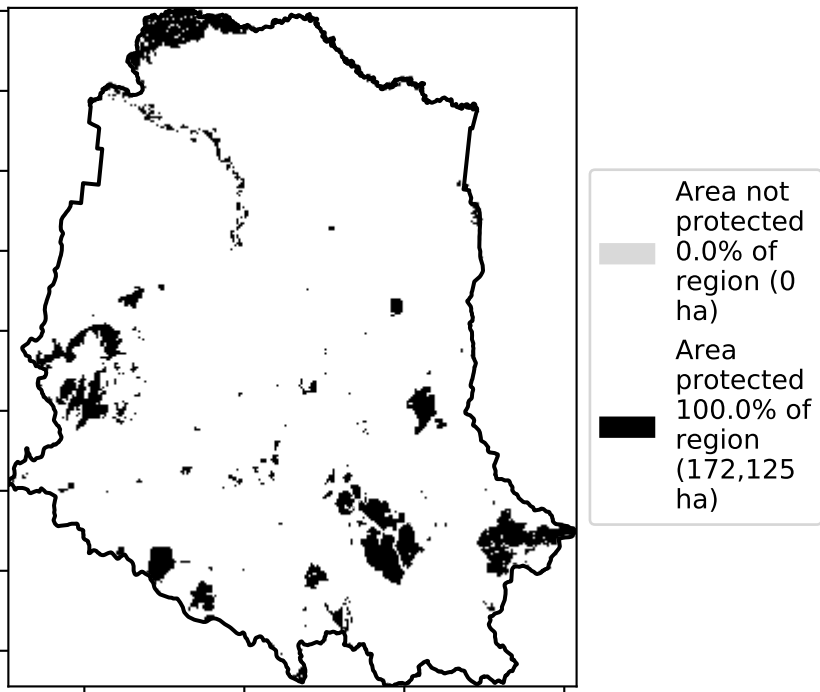 Area not
protected
0.0% of
region (0
ha)
Area
protected
100.0% of
region
(172,125
ha)